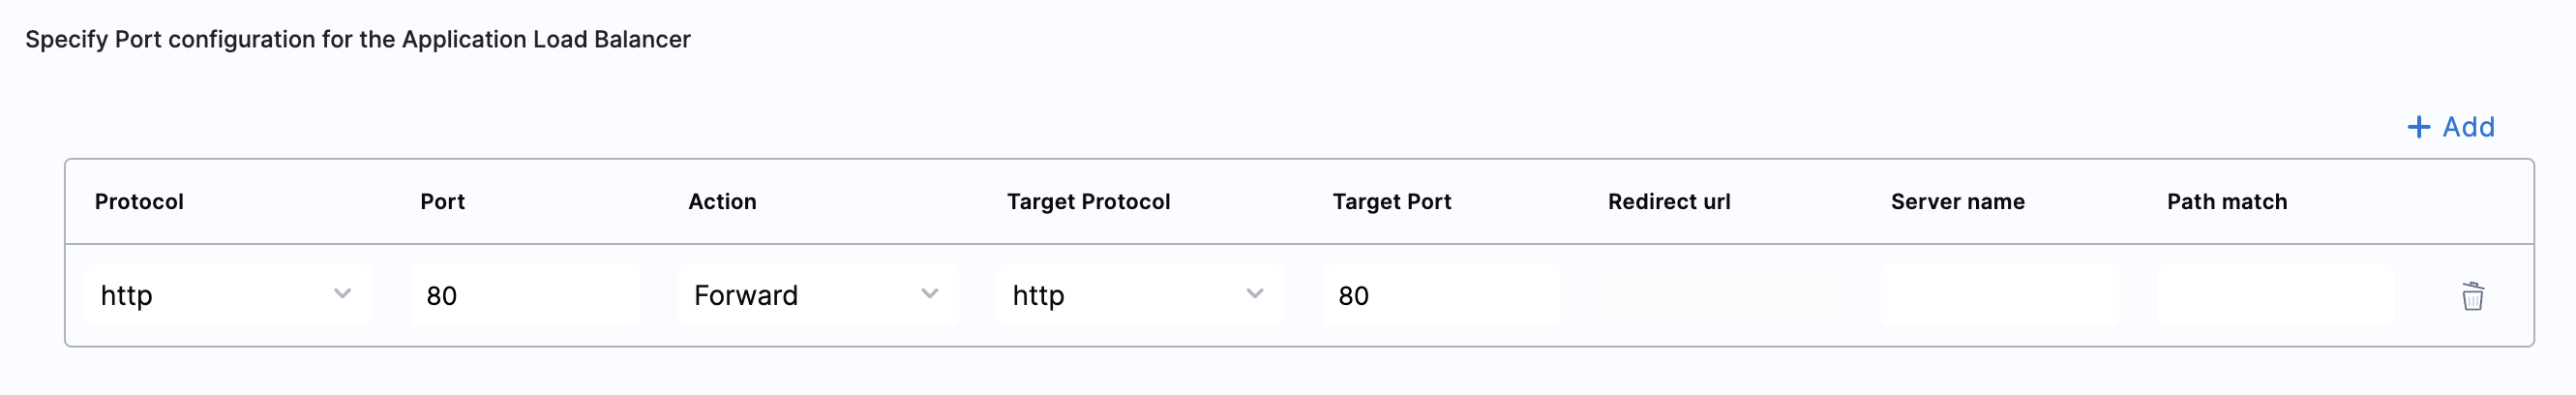 Specify Port configuration for the Application Load Balancer
+ Add
Protocol Port Action Target Protocol Target Port Redirect url Server name Path match
http 80 Forward http 80